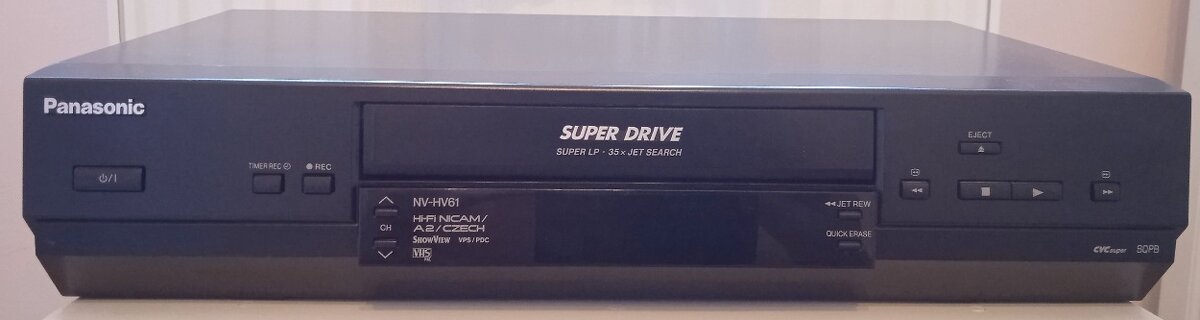 Panasonic
⏻/I
TIMER REC
● REC
SUPER DRIVE
SUPER LP · 35× JET SEARCH
CH
NV-HV61
Hi-Fi NICAM/
A2/CZECH
SHOWVIEW VPS/PDC
VHS
◀◀ JET REW
QUICK ERASE
EJECT
CVC super SQPB